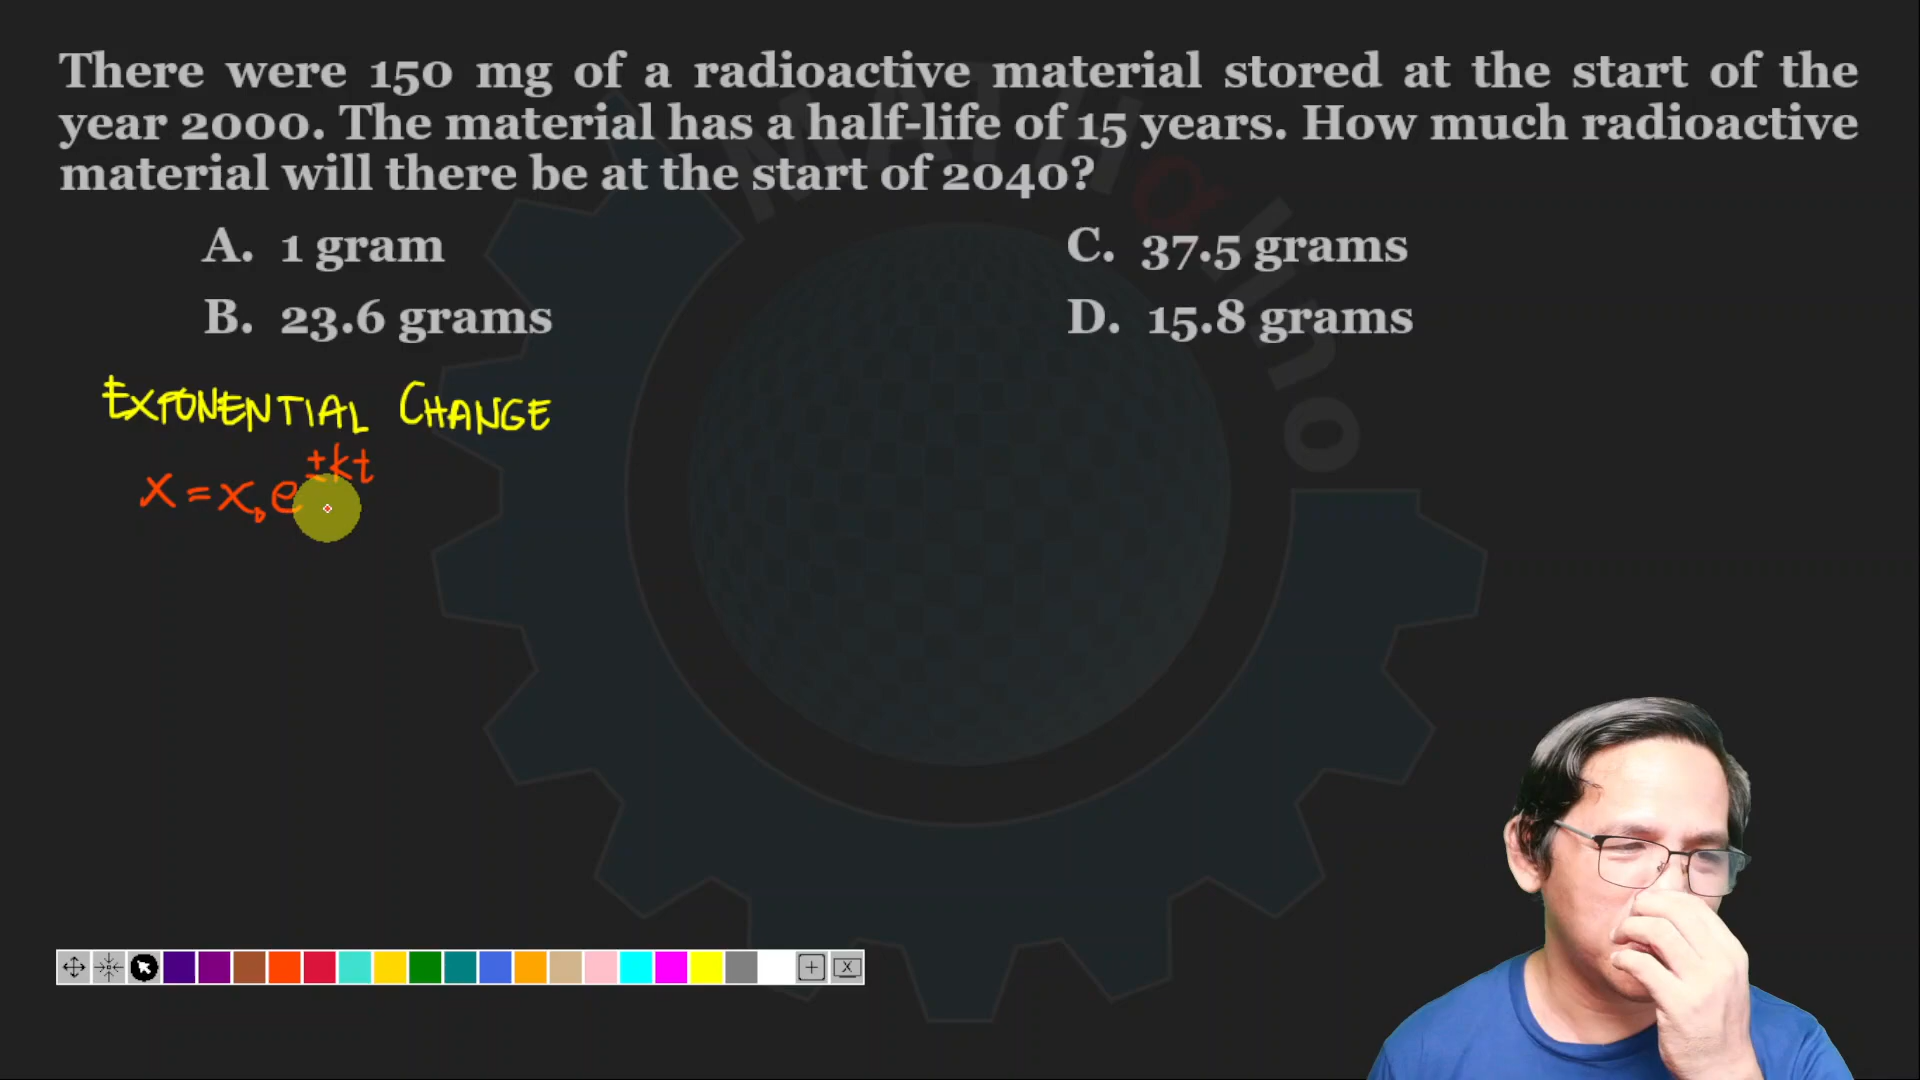 There were 150 mg of a radioactive material stored at the start of the
year 2000. The material has a half-life of 15 years. How much radioactive
material will there be at the start of 2040?
A. 1 gram
C. 37.5 grams
B. 23.6 grams
D. 15.8 grams
EXPONENTIAL CHANGE
x = x₀e^±kt
MATHalino